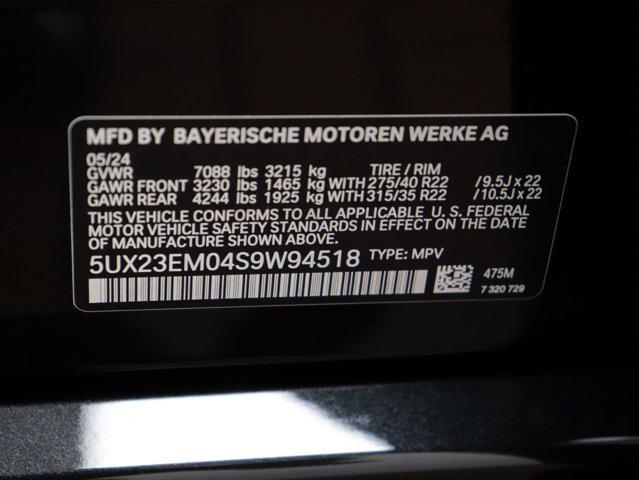 MFD BY BAYERISCHE MOTOREN WERKE AG
05/24
GVWR 7088 lbs 3215 kg TIRE / RIM
GAWR FRONT 3230 lbs 1465 kg WITH 275/40 R22 /9.5J x 22
GAWR REAR 4244 lbs 1925 kg WITH 315/35 R22 /10.5J x 22
THIS VEHICLE CONFORMS TO ALL APPLICABLE U. S. FEDERAL
MOTOR VEHICLE SAFETY STANDARDS IN EFFECT ON THE DATE
OF MANUFACTURE SHOWN ABOVE.
5UX23EM04S9W94518 TYPE: MPV
475M
7 320 729